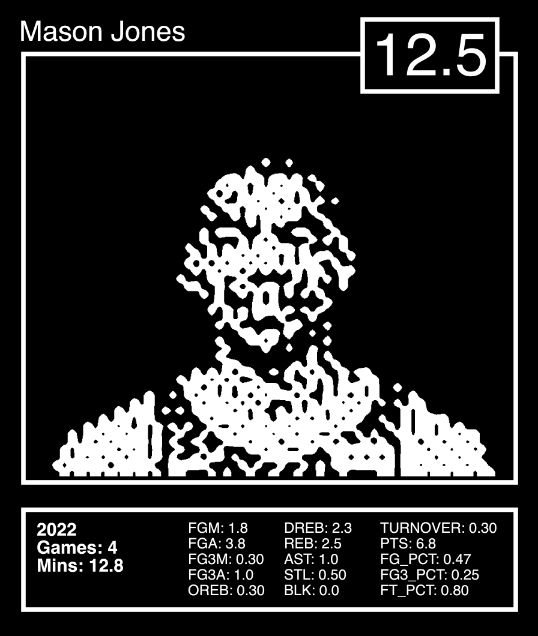 Mason Jones
12.5
2022
Games: 4
Mins: 12.8
FGM: 1.8
FGA: 3.8
FG3M: 0.30
FG3A: 1.0
OREB: 0.30
DREB: 2.3
REB: 2.5
AST: 1.0
STL: 0.50
BLK: 0.0
TURNOVER: 0.30
PTS: 6.8
FG_PCT: 0.47
FG3_PCT: 0.25
FT_PCT: 0.80